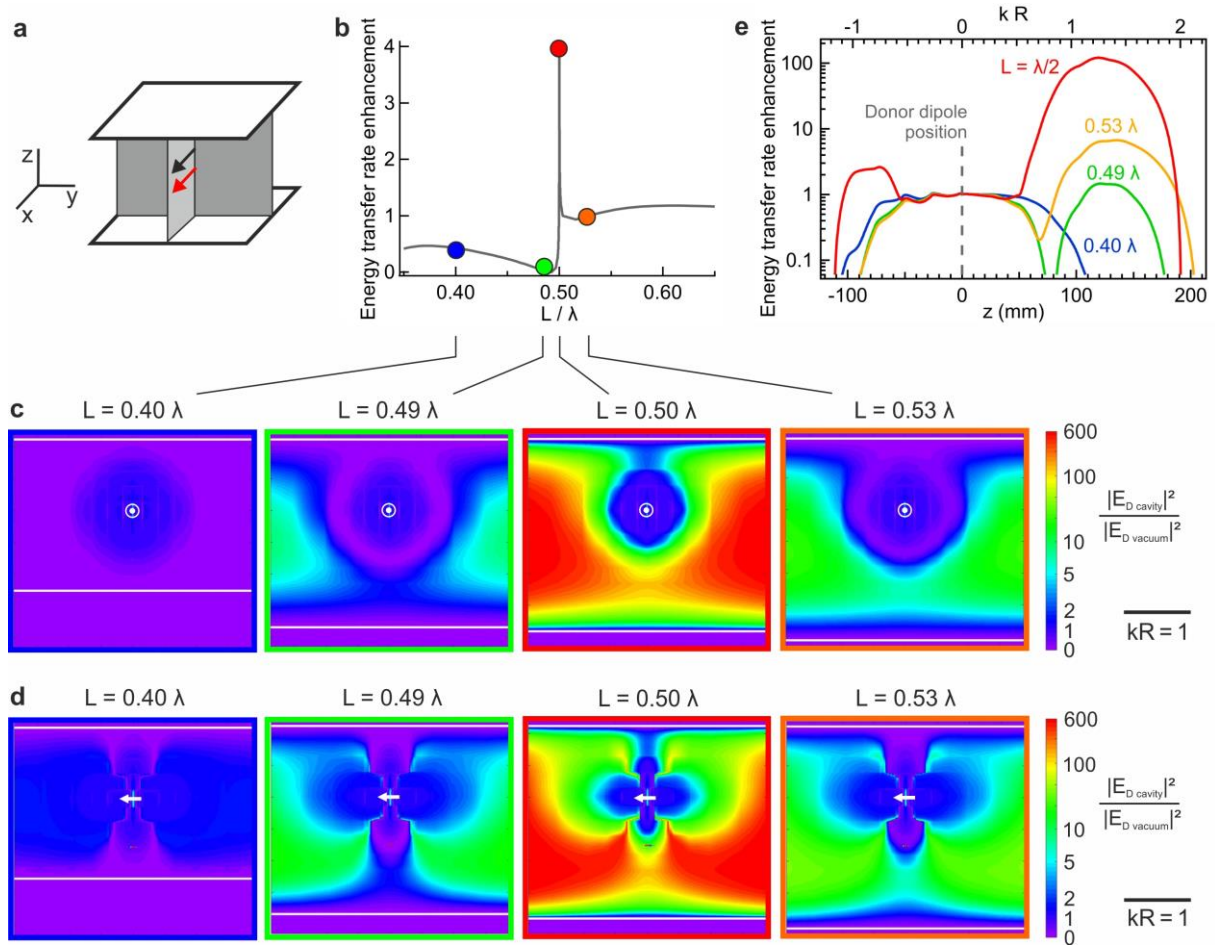 a
z
y
x
b
Energy transfer rate enhancement
4
3
2
1
0
0.40
0.50
0.60
L / λ
e
k R
-1
0
1
2
Energy transfer rate enhancement
100
10
1
0.1
L = λ/2
Donor dipole
position
0.53 λ
0.49 λ
0.40 λ
-100
0
100
200
z (mm)
c
L = 0.40 λ
L = 0.49 λ
L = 0.50 λ
L = 0.53 λ
600
100
10
5
2
1
0
|E_D cavity|²
|E_D vacuum|²
kR = 1
d
L = 0.40 λ
L = 0.49 λ
L = 0.50 λ
L = 0.53 λ
600
100
10
5
2
1
0
|E_D cavity|²
|E_D vacuum|²
kR = 1